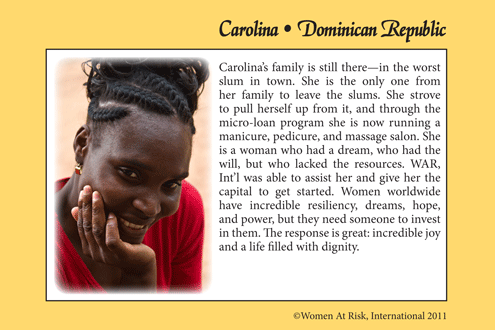 Carolina • Dominican Republic
Carolina's family is still there—in the worst
slum in town. She is the only one from
her family to leave the slums. She strove
to pull herself up from it, and through the
micro-loan program she is now running a
manicure, pedicure, and massage salon. She
is a woman who had a dream, who had the
will, but who lacked the resources. WAR,
Int'l was able to assist her and give her the
capital to get started. Women worldwide
have incredible resiliency, dreams, hope,
and power, but they need someone to invest
in them. The response is great: incredible joy
and a life filled with dignity.
©Women At Risk, International 2011